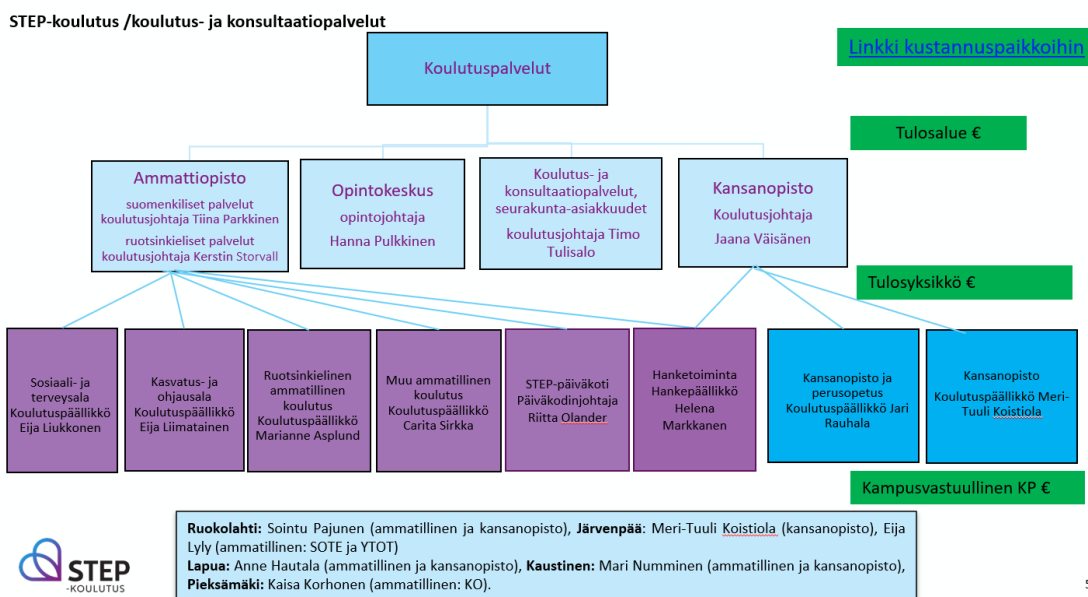 STEP-koulutus /koulutus- ja konsultaatiopalvelut
Linkki kustannuspaikkoihin
Koulutuspalvelut
Tulosalue €
Ammattiopisto
suomenkiliset palvelut
koulutusjohtaja Tiina Parkkinen
ruotsinkieliset palvelut
koulutusjohtaja Kerstin Storvall
Opintokeskus
opintojohtaja
Hanna Pulkkinen
Koulutus- ja
konsultaatiopalvelut,
seurakunta-asiakkuudet
koulutusjohtaja Timo
Tulisalo
Kansanopisto
Koulutusjohtaja
Jaana Väisänen
Tulosyksikkö €
Sosiaali- ja
terveysala
Koulutuspäällikkö
Eija Liukkonen
Kasvatus- ja
ohjausala
Koulutuspäällikkö
Eija Liimatainen
Ruotsinkielinen
ammatillinen
koulutus
Koulutuspäällikkö
Marianne Asplund
Muu ammatillinen
koulutus
Koulutuspäällikkö
Carita Sirkka
STEP-päiväkoti
Päiväkodinjohtaja
Riitta Olander
Hanketoiminta
Hankepäällikkö
Helena
Markkanen
Kansanopisto ja
perusopetus
Koulutuspäällikkö Jari
Rauhala
Kansanopisto
Koulutuspäällikkö Meri-
Tuuli Koistiola
Kampusvastuullinen KP €
Ruokolahti: Sointu Pajunen (ammatillinen ja kansanopisto), Järvenpää: Meri-Tuuli Koistiola (kansanopisto), Eija
Lyly (ammatillinen: SOTE ja YTOT)
Lapua: Anne Hautala (ammatillinen ja kansanopisto), Kaustinen: Mari Numminen (ammatillinen ja kansanopisto),
Pieksämäki: Kaisa Korhonen (ammatillinen: KO).
STEP
-KOULUTUS
5